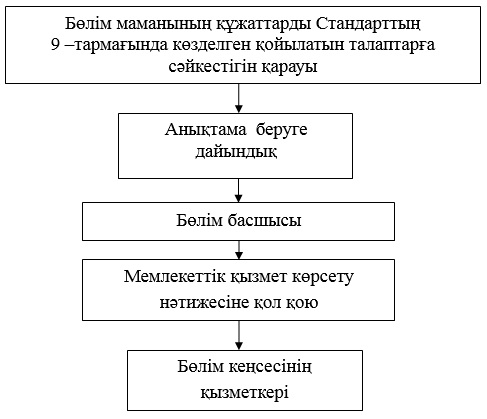 Бөлім маманының құжаттарды Стандарттың
9 –тармағында көзделген қойылатын талаптарға
сәйкестігін қарауы
Анықтама беруге
дайындық
Бөлім басшысы
Мемлекеттік қызмет көрсету
нәтижесіне қол қою
Бөлім кеңсесінің
қызметкері